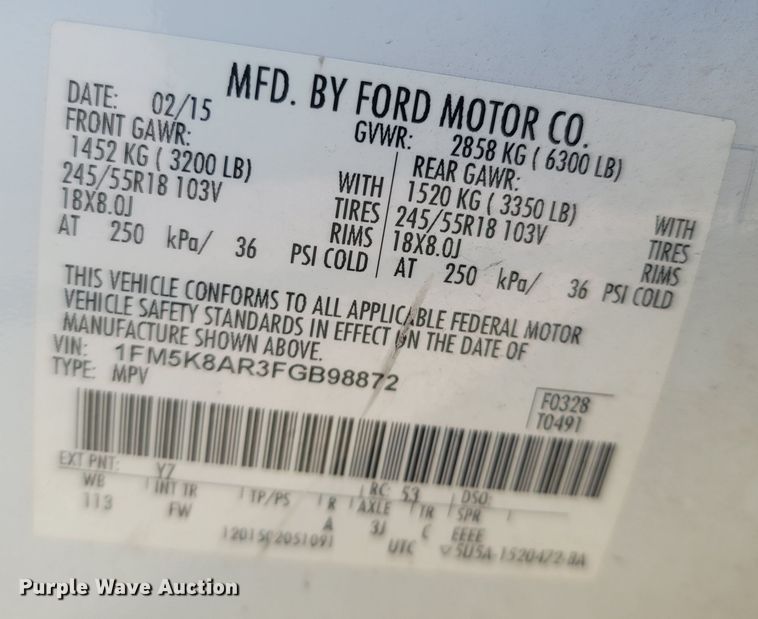 MFD. BY FORD MOTOR CO.
DATE: 02/15
GVWR: 2858 KG ( 6300 LB)
FRONT GAWR:
1452 KG ( 3200 LB)
WITH
245/55R18 103V
TIRES
18X8.0J
RIMS
AT 250 kPa/ 36 PSI COLD
REAR GAWR:
1520 KG ( 3350 LB)
WITH
245/55R18 103V
TIRES
18X8.0J
RIMS
AT 250 kPa/ 36 PSI COLD
THIS VEHICLE CONFORMS TO ALL APPLICABLE FEDERAL MOTOR
VEHICLE SAFETY STANDARDS IN EFFECT ON THE DATE OF
MANUFACTURE SHOWN ABOVE.
VIN: 1FM5K8AR3FGB98872
TYPE: MPV
F0328
T0491
EXT PNT: YZ RC: 53 DSO:
WB INT TR TP/PS R AXLE TR SPR
113 FW A 3J C EEEE
1201502051091 UTC
5U5A-1520472-BA
Purple Wave Auction